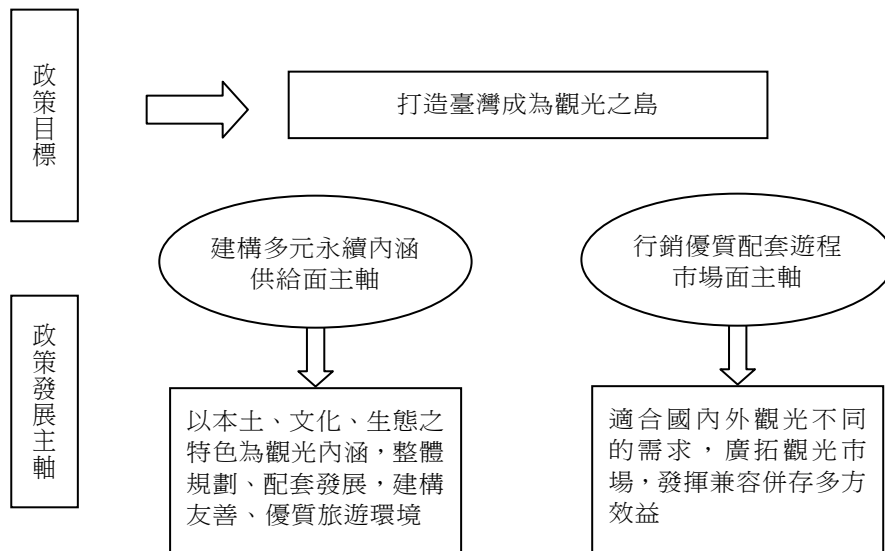 政策目標
打造臺灣成為觀光之島
建構多元永續內涵
供給面主軸
行銷優質配套遊程
市場面主軸
政策發展主軸
以本土、文化、生態之
特色為觀光內涵，整體
規劃、配套發展，建構
友善、優質旅遊環境
適合國內外觀光不同
的需求，廣拓觀光市
場，發揮兼容併存多方
效益